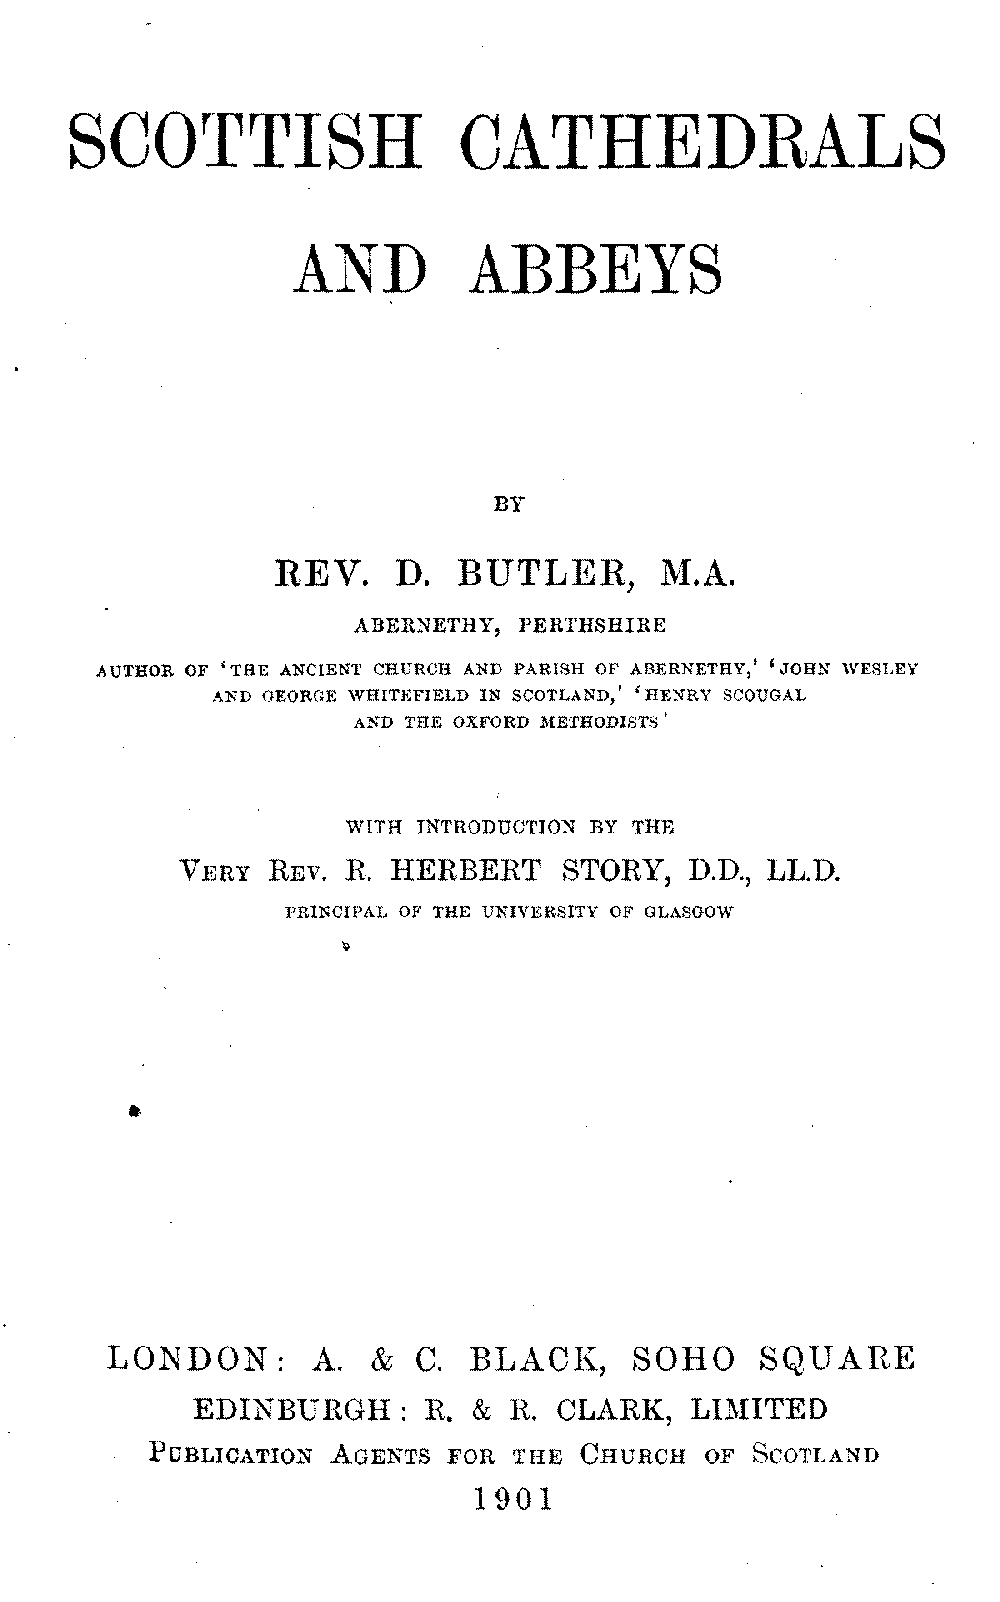 SCOTTISH CATHEDRALS
AND ABBEYS
BY
REV. D. BUTLER, M.A.
ABERNETHY, PERTHSHIRE
AUTHOR OF ‘THE ANCIENT CHURCH AND PARISH OF ABERNETHY,’ ‘JOHN WESLEY
AND GEORGE WHITEFIELD IN SCOTLAND,’ ‘HENRY SCOUGAL
AND THE OXFORD METHODISTS’
WITH INTRODUCTION BY THE
VERY REV. R. HERBERT STORY, D.D., LL.D.
PRINCIPAL OF THE UNIVERSITY OF GLASGOW
LONDON: A. & C. BLACK, SOHO SQUARE
EDINBURGH: R. & R. CLARK, LIMITED
PUBLICATION AGENTS FOR THE CHURCH OF SCOTLAND
1901